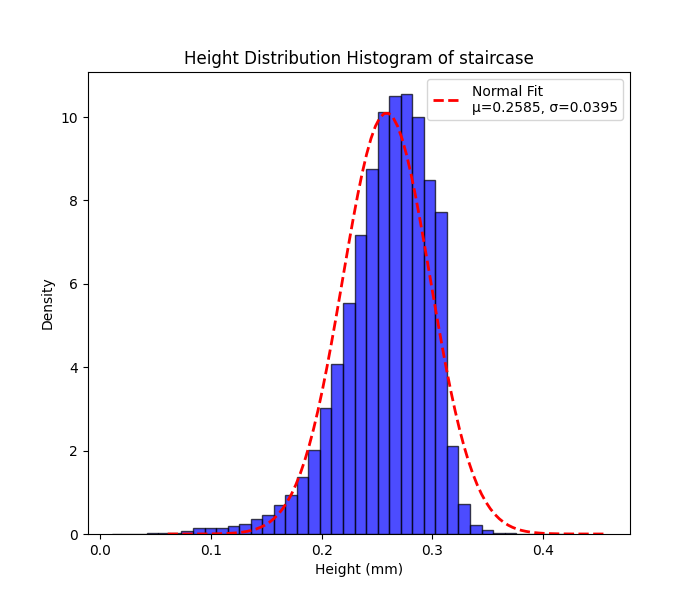 Height Distribution Histogram of staircase
Normal Fit
μ=0.2585, σ=0.0395
Density
10
8
6
4
2
0
0.0 0.1 0.2 0.3 0.4
Height (mm)